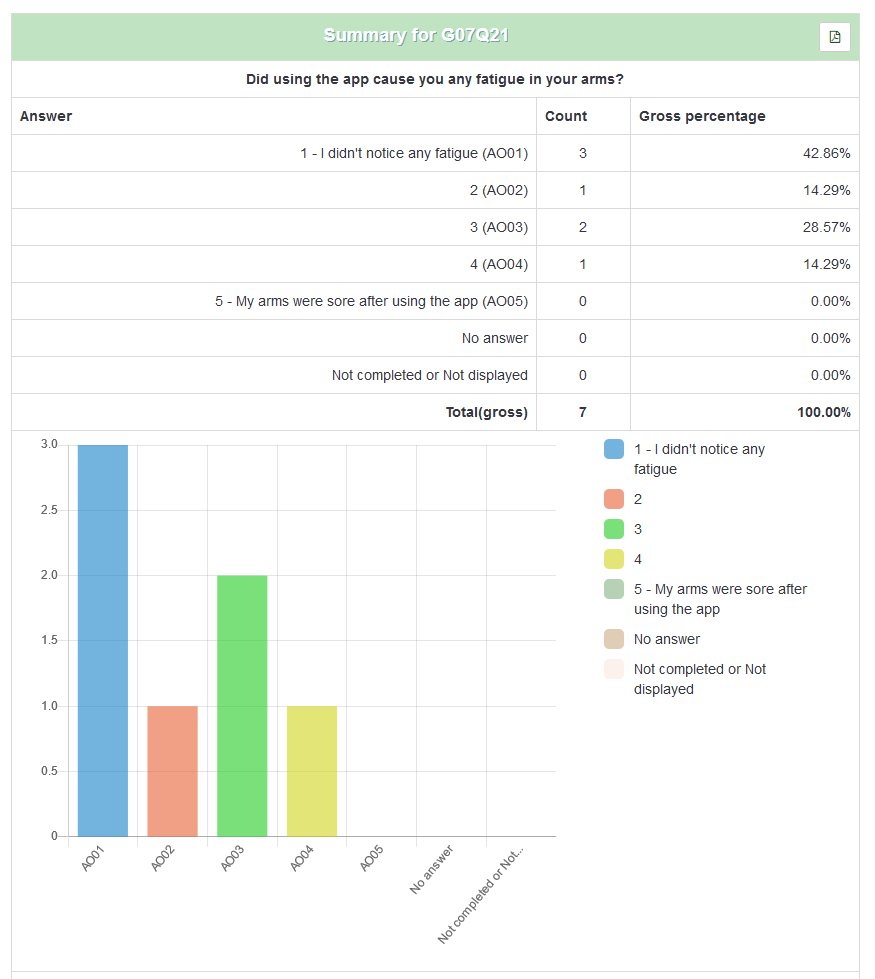 Summary for G07Q21
Did using the app cause you any fatigue in your arms?
Answer Count Gross percentage
1 - I didn't notice any fatigue (AO01) 3 42.86%
2 (AO02) 1 14.29%
3 (AO03) 2 28.57%
4 (AO04) 1 14.29%
5 - My arms were sore after using the app (AO05) 0 0.00%
No answer 0 0.00%
Not completed or Not displayed 0 0.00%
Total(gross) 7 100.00%
3.0
2.5
2.0
1.5
1.0
0.5
0
AO01
AO02
AO03
AO04
AO05
No answer
Not completed or Not...
1 - I didn't notice any
fatigue
2
3
4
5 - My arms were sore after
using the app
No answer
Not completed or Not
displayed